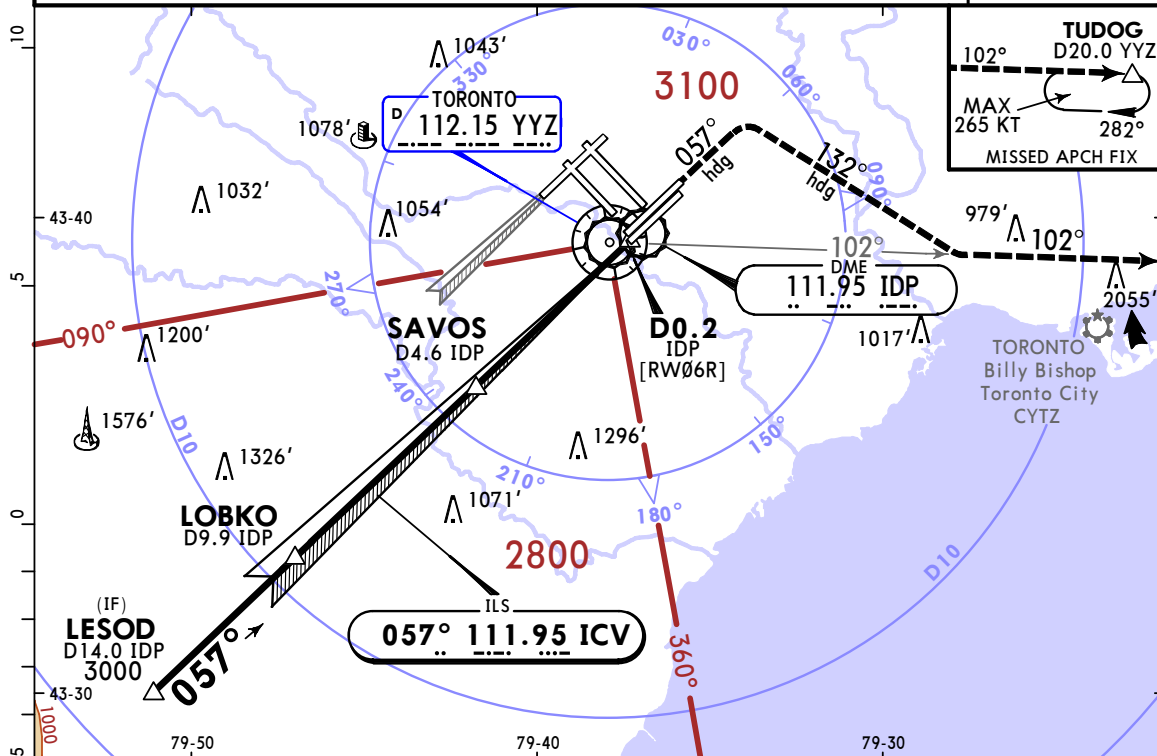 10
5
0
5
43-40
43-30
79-50
79-40
79-30
1043'
1078'
1032'
1054'
1200'
1576'
1326'
1071'
1296'
1017'
979'
2055'
TORONTO
D 112.15 YYZ
330°
030°
060°
090°
150°
180°
210°
240°
270°
3100
2800
090°
360°
057°
hdg
132°
hdg
102°
102°
DME
111.95 IDP
SAVOS
D4.6 IDP
D0.2
IDP
[RWØ6R]
LOBKO
D9.9 IDP
(IF)
LESOD
D14.0 IDP
3000
057°
ILS
057° 111.95 ICV
D10
D10
1000
TORONTO
Billy Bishop
Toronto City
CYTZ
TUDOG
D20.0 YYZ
102°
MAX
265 KT
282°
MISSED APCH FIX